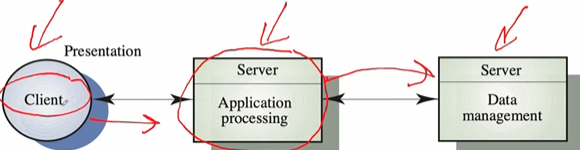 Presentation
Client
Server
Application
processing
Server
Data
management